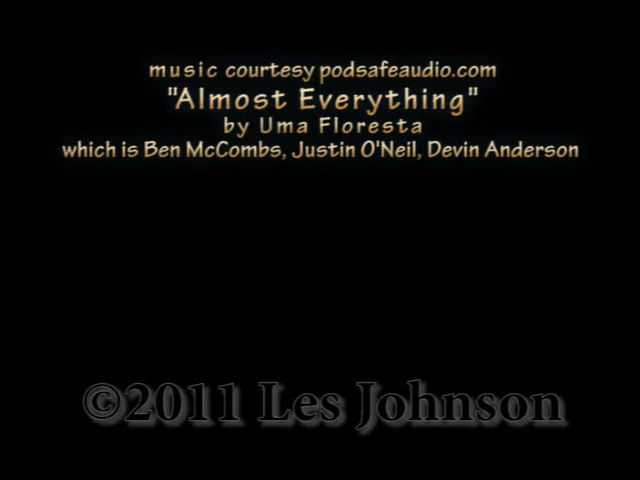 music courtesy podsafeaudio.com
"Almost Everything"
by Uma Floresta
which is Ben McCombs, Justin O'Neil, Devin Anderson
©2011 Les Johnson